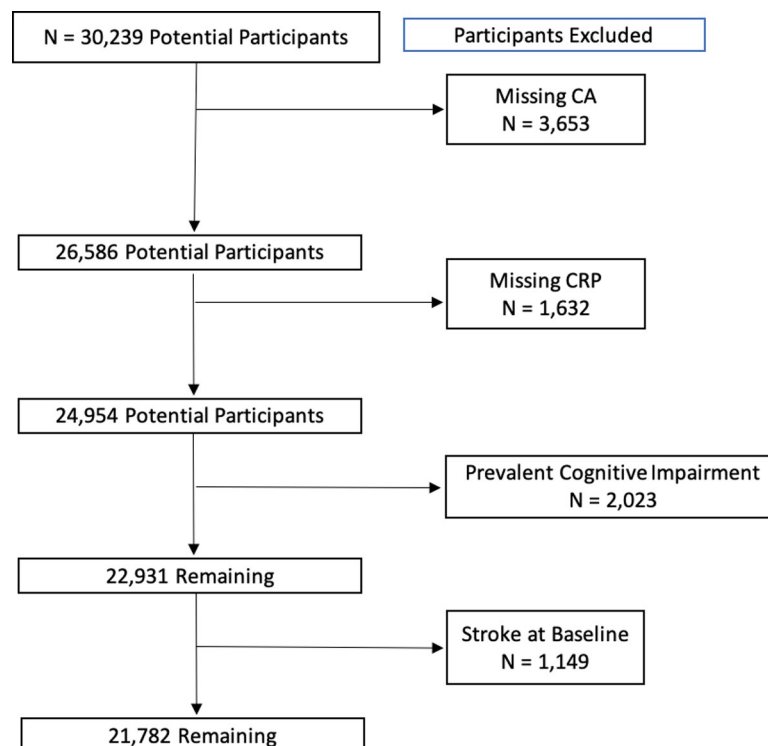 N = 30,239 Potential Participants
Participants Excluded
Missing CA
N = 3,653
26,586 Potential Participants
Missing CRP
N = 1,632
24,954 Potential Participants
Prevalent Cognitive Impairment
N = 2,023
22,931 Remaining
Stroke at Baseline
N = 1,149
21,782 Remaining